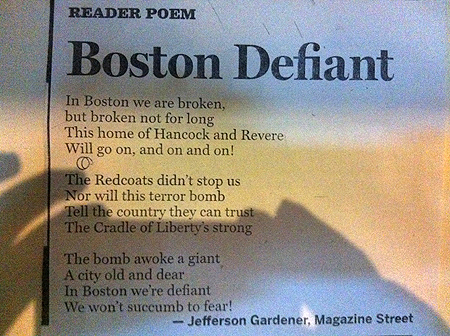 READER POEM
Boston Defiant
In Boston we are broken,
but broken not for long
This home of Hancock and Revere
Will go on, and on and on!
The Redcoats didn't stop us
Nor will this terror bomb
Tell the country they can trust
The Cradle of Liberty's strong
The bomb awoke a giant
A city old and dear
In Boston we're defiant
We won't succumb to fear!
— Jefferson Gardener, Magazine Street